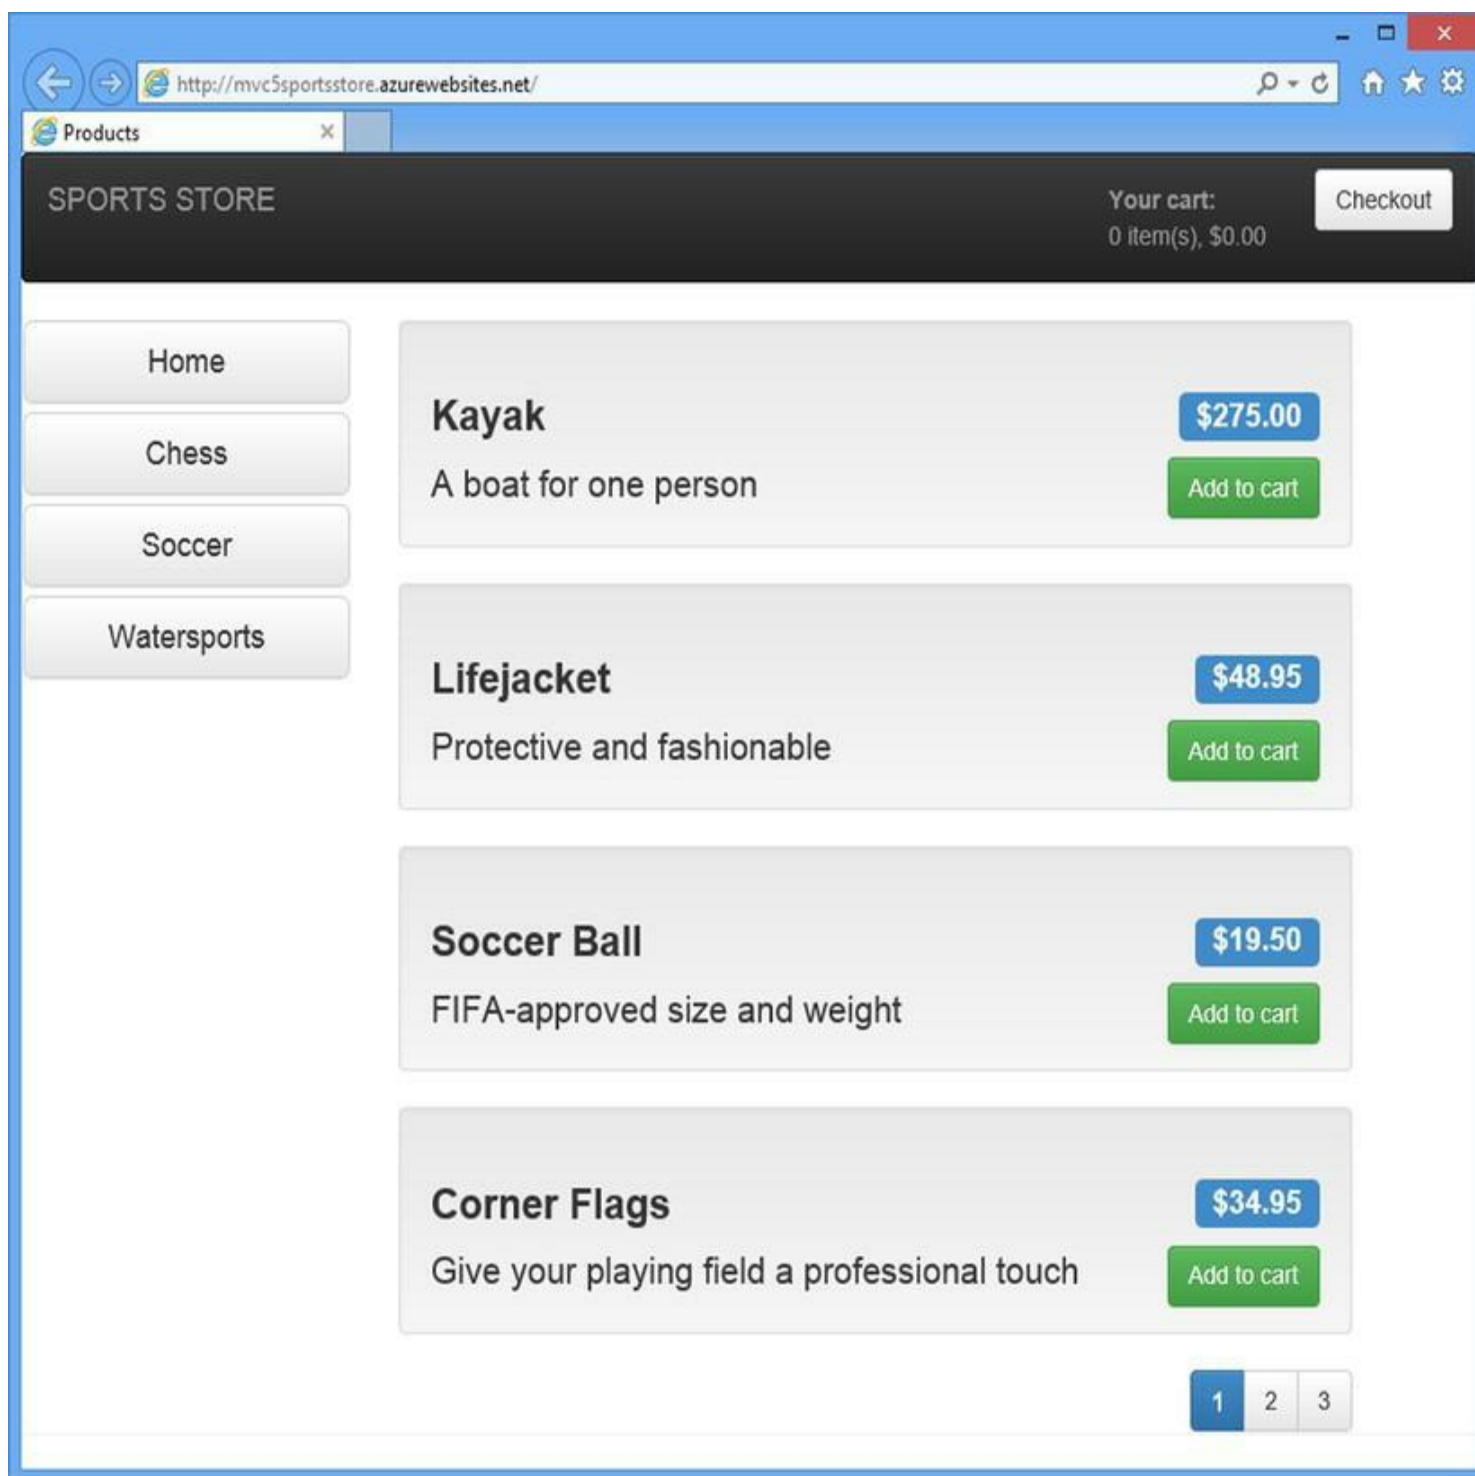 http://mvc5sportsstore.azurewebsites.net/
Products
SPORTS STORE
Your cart:
0 item(s), $0.00
Checkout
Home
Chess
Soccer
Watersports
Kayak
$275.00
A boat for one person
Add to cart
Lifejacket
$48.95
Protective and fashionable
Add to cart
Soccer Ball
$19.50
FIFA-approved size and weight
Add to cart
Corner Flags
$34.95
Give your playing field a professional touch
Add to cart
1 2 3